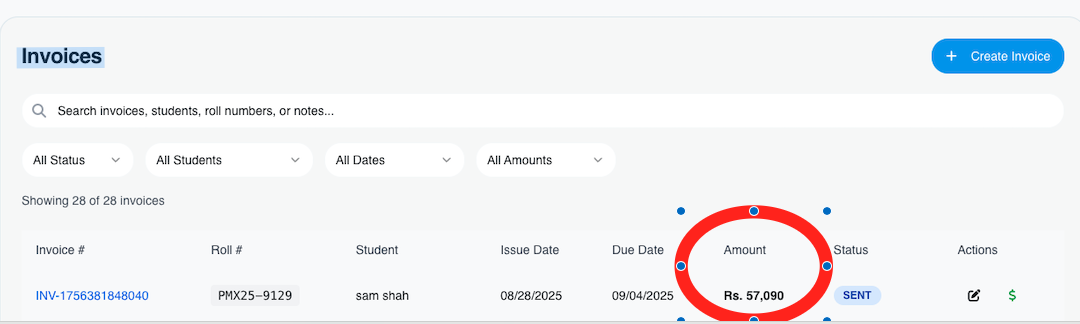 Invoices
+ Create Invoice
Search invoices, students, roll numbers, or notes...
All Status All Students All Dates All Amounts
Showing 28 of 28 invoices
Invoice # Roll # Student Issue Date Due Date Amount Status Actions
INV-1756381848040 PMX25-9129 sam shah 08/28/2025 09/04/2025 Rs. 57,090 SENT $